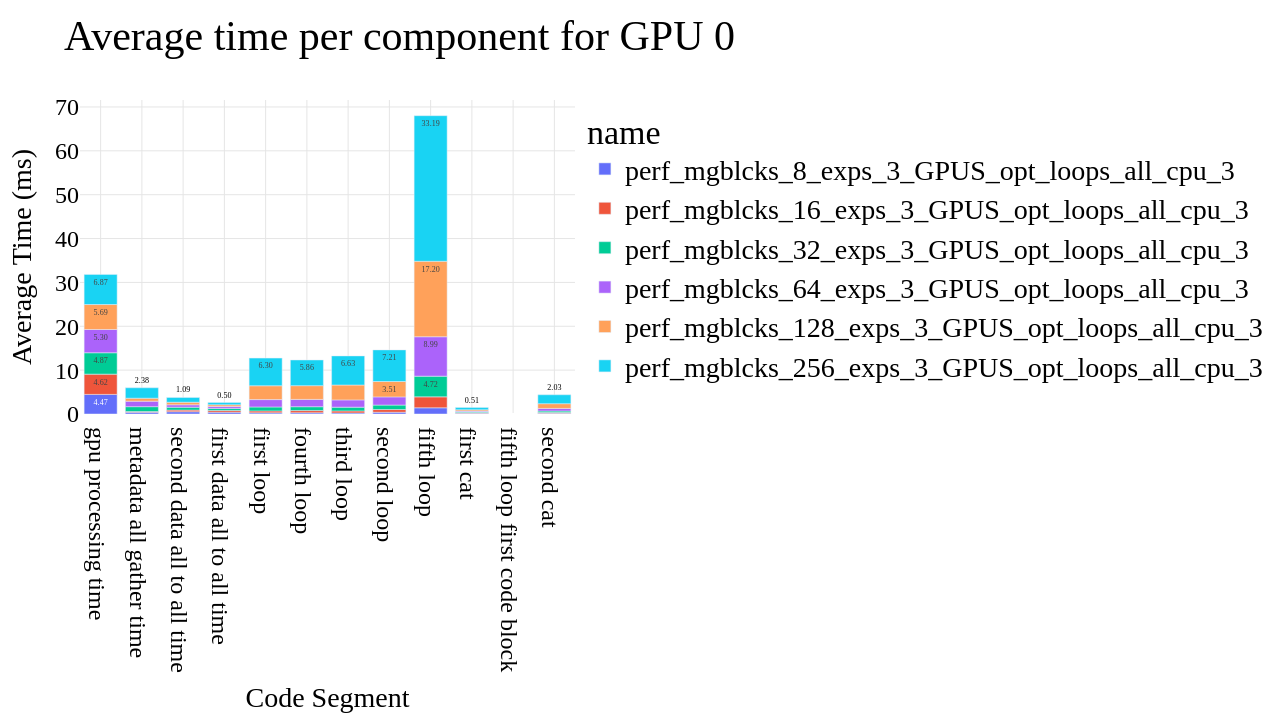 Average time per component for GPU 0
Average Time (ms)
70
60
50
40
30
20
10
0
6.87
5.69
5.30
4.87
4.62
4.47
2.38
1.09
0.50
6.30
5.86
6.63
7.21
3.51
33.19
17.20
8.99
4.72
0.51
2.03
gpu processing time
metadata all gather time
second data all to all time
first data all to all time
first loop
fourth loop
third loop
second loop
fifth loop
first cat
fifth loop first code block
second cat
Code Segment
name
perf_mgblcks_8_exps_3_GPUS_opt_loops_all_cpu_3
perf_mgblcks_16_exps_3_GPUS_opt_loops_all_cpu_3
perf_mgblcks_32_exps_3_GPUS_opt_loops_all_cpu_3
perf_mgblcks_64_exps_3_GPUS_opt_loops_all_cpu_3
perf_mgblcks_128_exps_3_GPUS_opt_loops_all_cpu_3
perf_mgblcks_256_exps_3_GPUS_opt_loops_all_cpu_3